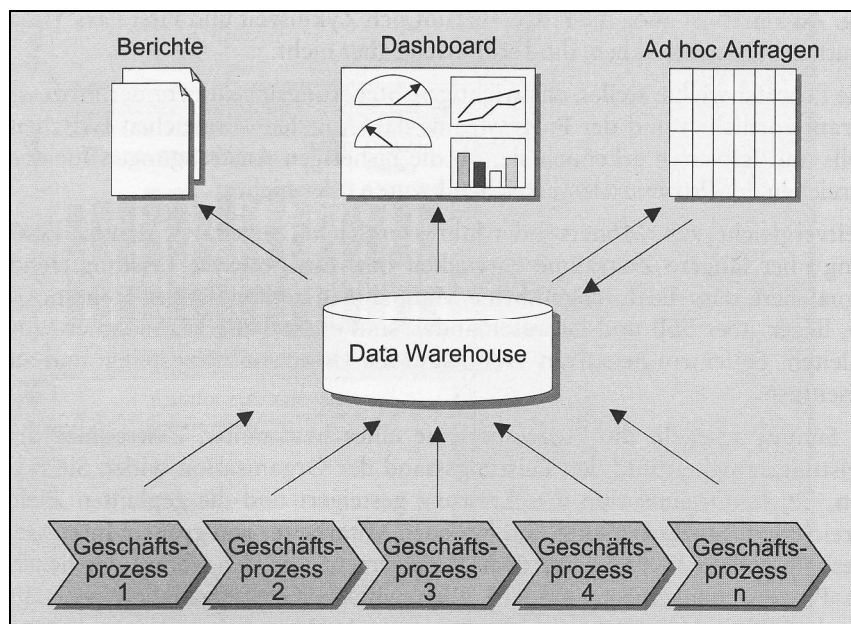 Berichte
Dashboard
Ad hoc Anfragen
Data Warehouse
Geschäfts-
prozess
1
Geschäfts-
prozess
2
Geschäfts-
prozess
3
Geschäfts-
prozess
4
Geschäfts-
prozess
n